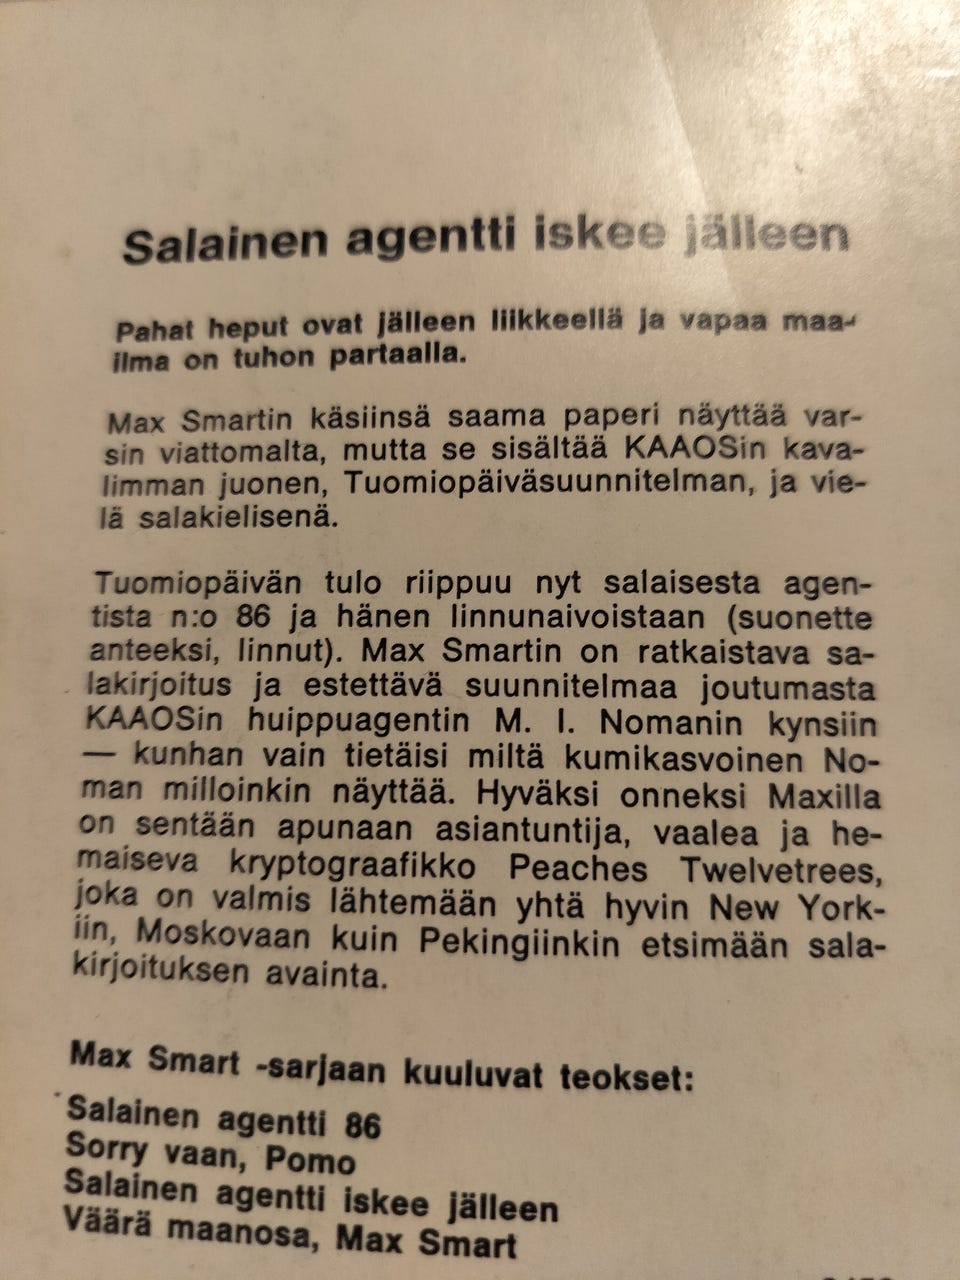 Salainen agentti iskee jälleen
Pahat heput ovat jälleen liikkeellä ja vapaa maa-
ilma on tuhon partaalla.
Max Smartin käsiinsä saama paperi näyttää var-
sin viattomalta, mutta se sisältää KAAOSin kava-
limman juonen, Tuomiopäiväsuunnitelman, ja vie-
lä salakielisenä.
Tuomiopäivän tulo riippuu nyt salaisesta agen-
tista n:o 86 ja hänen linnunaivoistaan (suonette
anteeksi, linnut). Max Smartin on ratkaistava sa-
lakirjoitus ja estettävä suunnitelmaa joutumasta
KAAOSin huippuagentin M. I. Nomanin kynsiin
— kunhan vain tietäisi miltä kumikasvoinen No-
man milloinkin näyttää. Hyväksi onneksi Maxilla
on sentään apunaan asiantuntija, vaalea ja he-
maiseva kryptograafikko Peaches Twelvetrees,
joka on valmis lähtemään yhtä hyvin New York-
iin, Moskovaan kuin Pekingiinkin etsimään sala-
kirjoituksen avainta.
Max Smart -sarjaan kuuluvat teokset:
Salainen agentti 86
Sorry vaan, Pomo
Salainen agentti iskee jälleen
Väärä maanosa, Max Smart